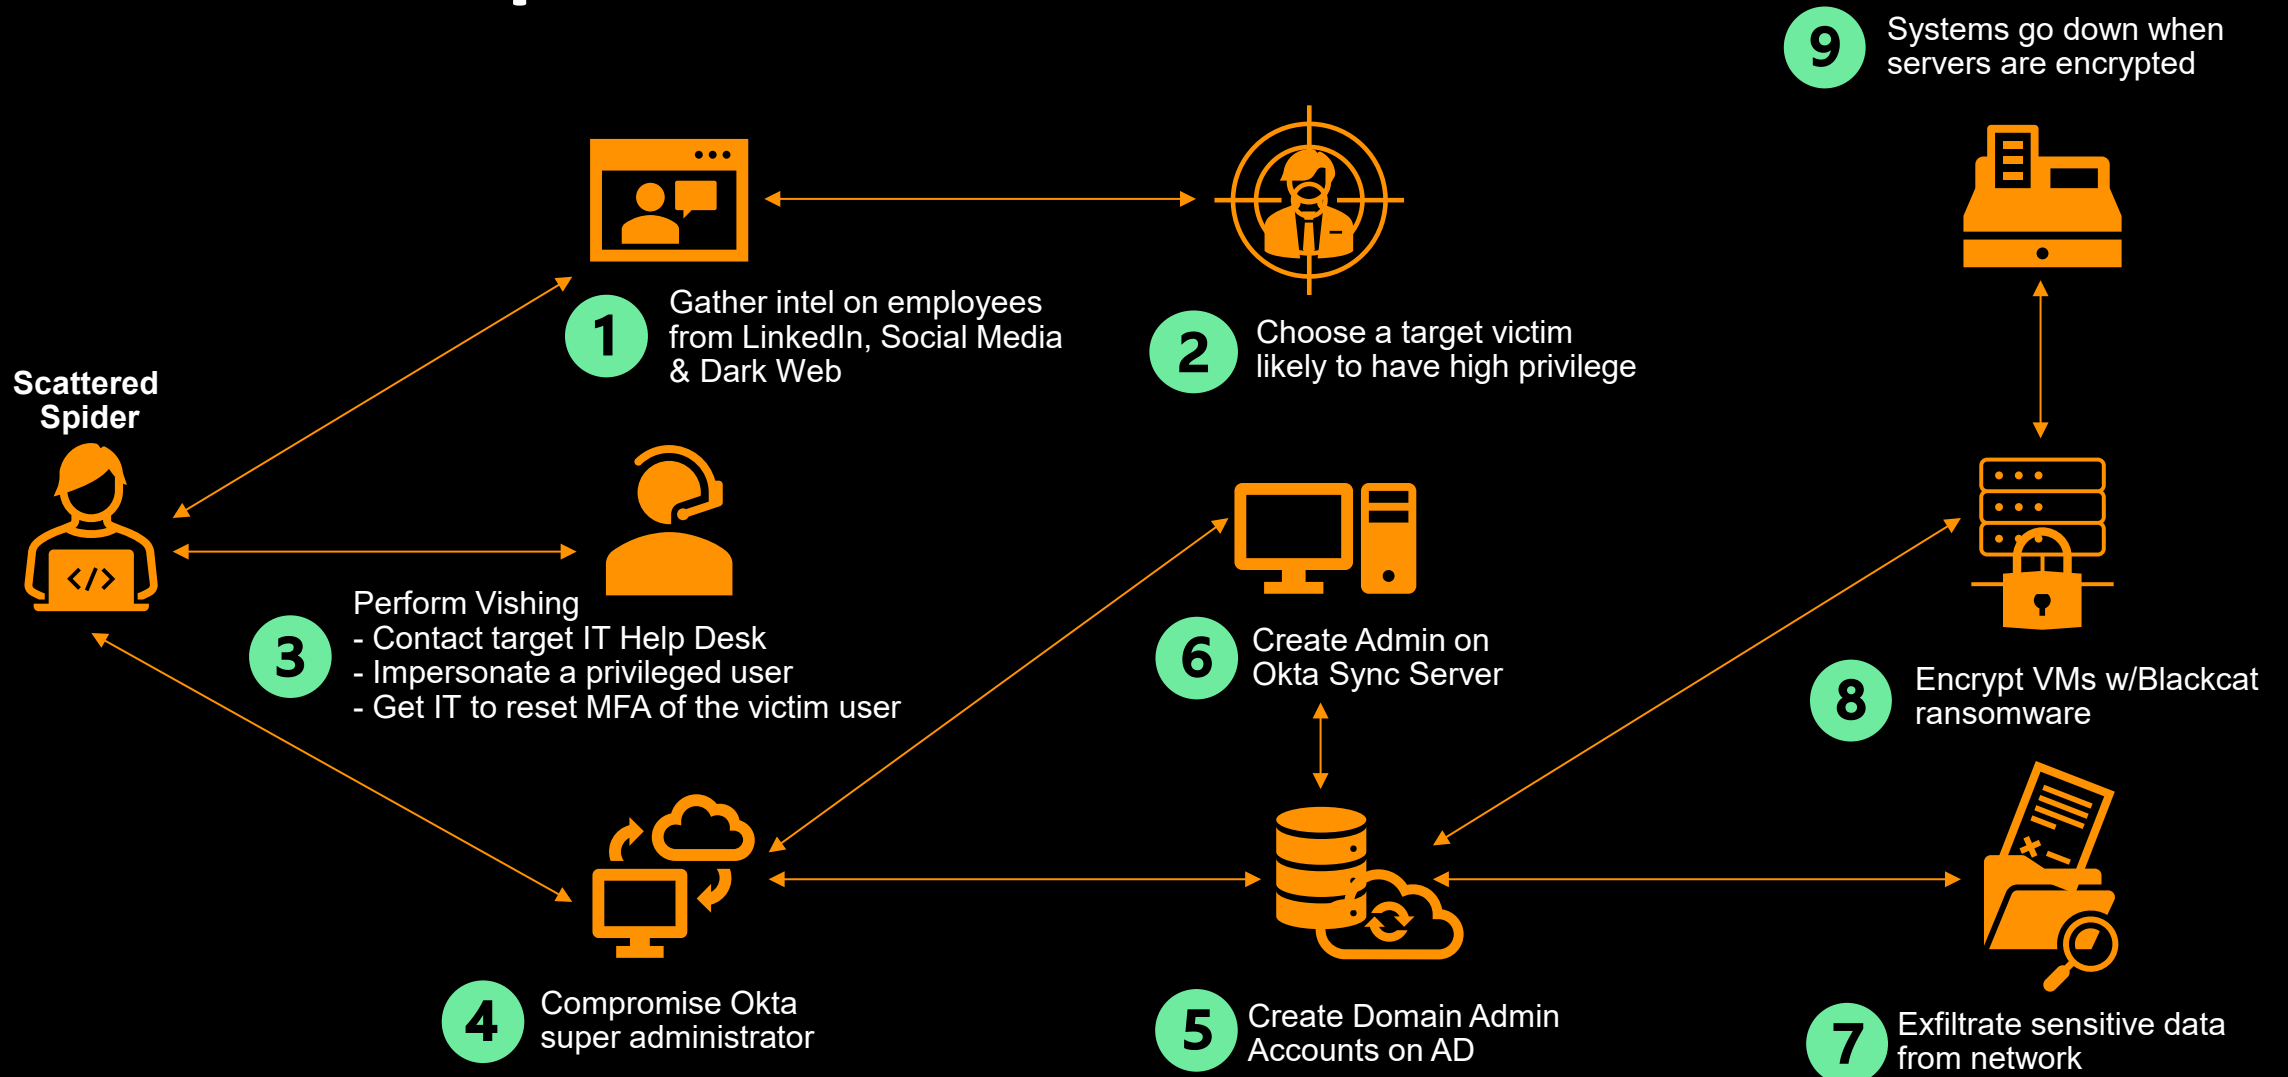 Scattered
Spider
1
Gather intel on employees
from LinkedIn, Social Media
& Dark Web
2
Choose a target victim
likely to have high privilege
3
Perform Vishing
- Contact target IT Help Desk
- Impersonate a privileged user
- Get IT to reset MFA of the victim user
4
Compromise Okta
super administrator
5
Create Domain Admin
Accounts on AD
6
Create Admin on
Okta Sync Server
7
Exfiltrate sensitive data
from network
8
Encrypt VMs w/Blackcat
ransomware
9
Systems go down when
servers are encrypted